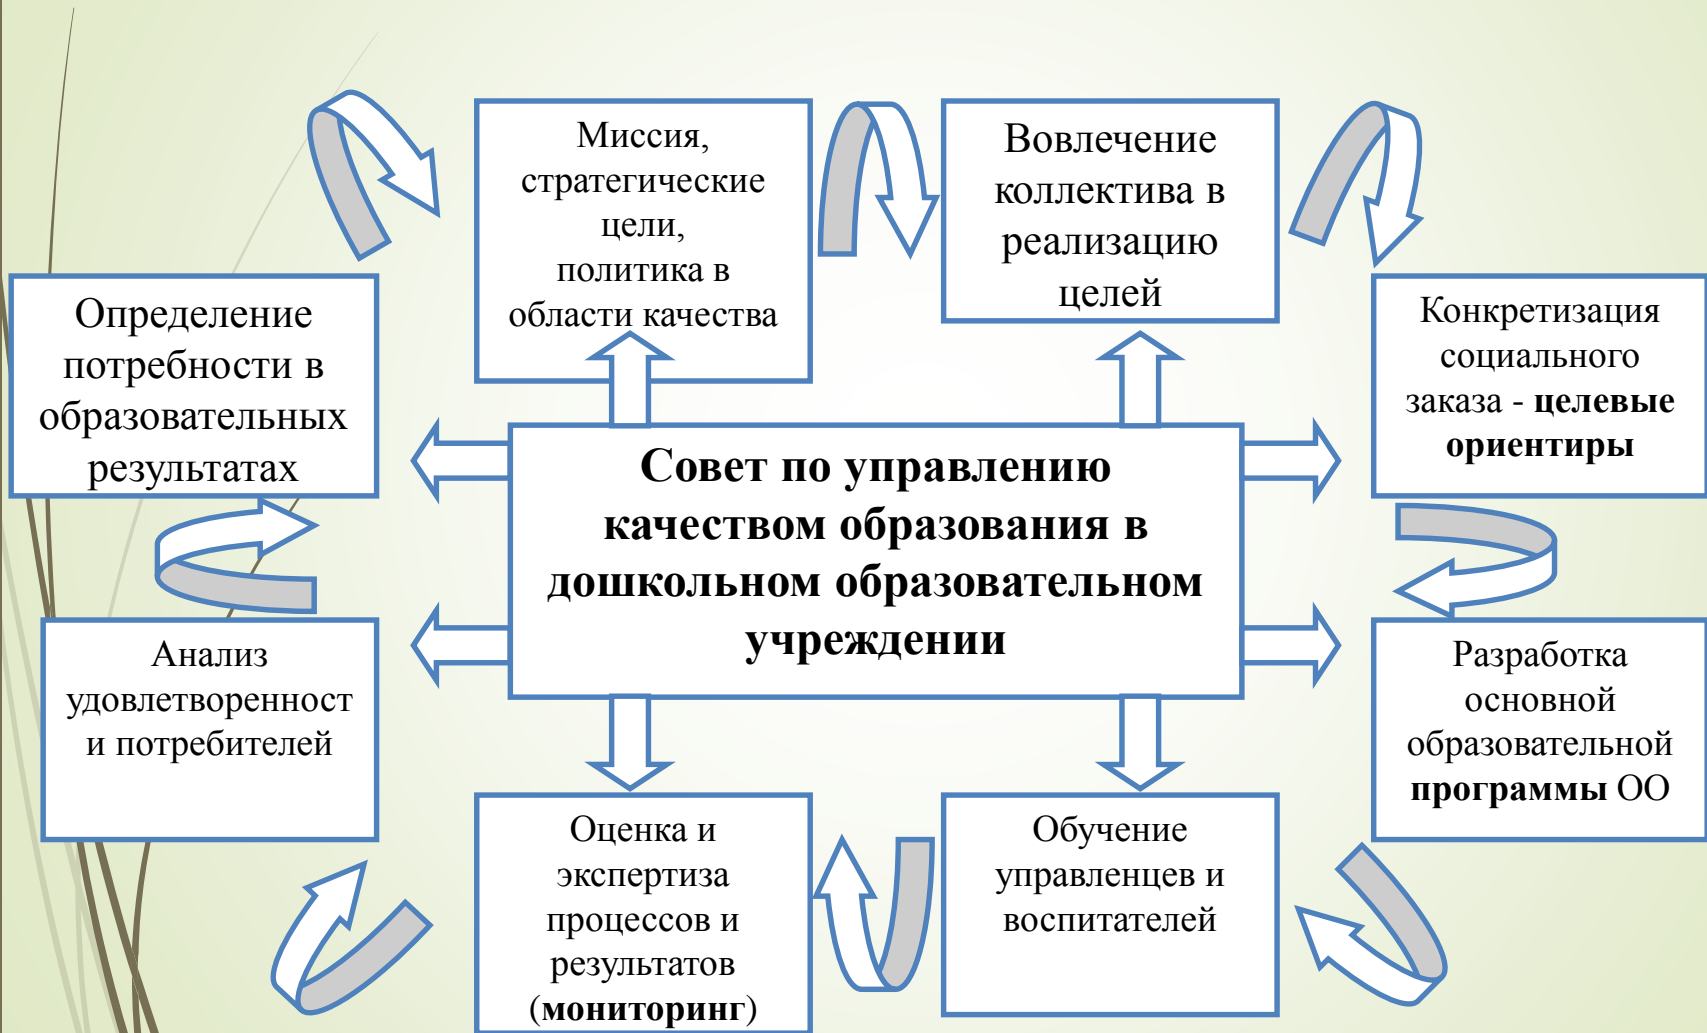 Миссия,
стратегические
цели,
политика в
области качества
Вовлечение
коллектива в
реализацию
целей
Определение
потребности в
образовательных
результатах
Конкретизация
социального
заказа - целевые
ориентиры
Совет по управлению
качеством образования в
дошкольном образовательном
учреждении
Анализ
удовлетворенност
и потребителей
Разработка
основной
образовательной
программы ОО
Оценка и
экспертиза
процессов и
результатов
(мониторинг)
Обучение
управленцев и
воспитателей